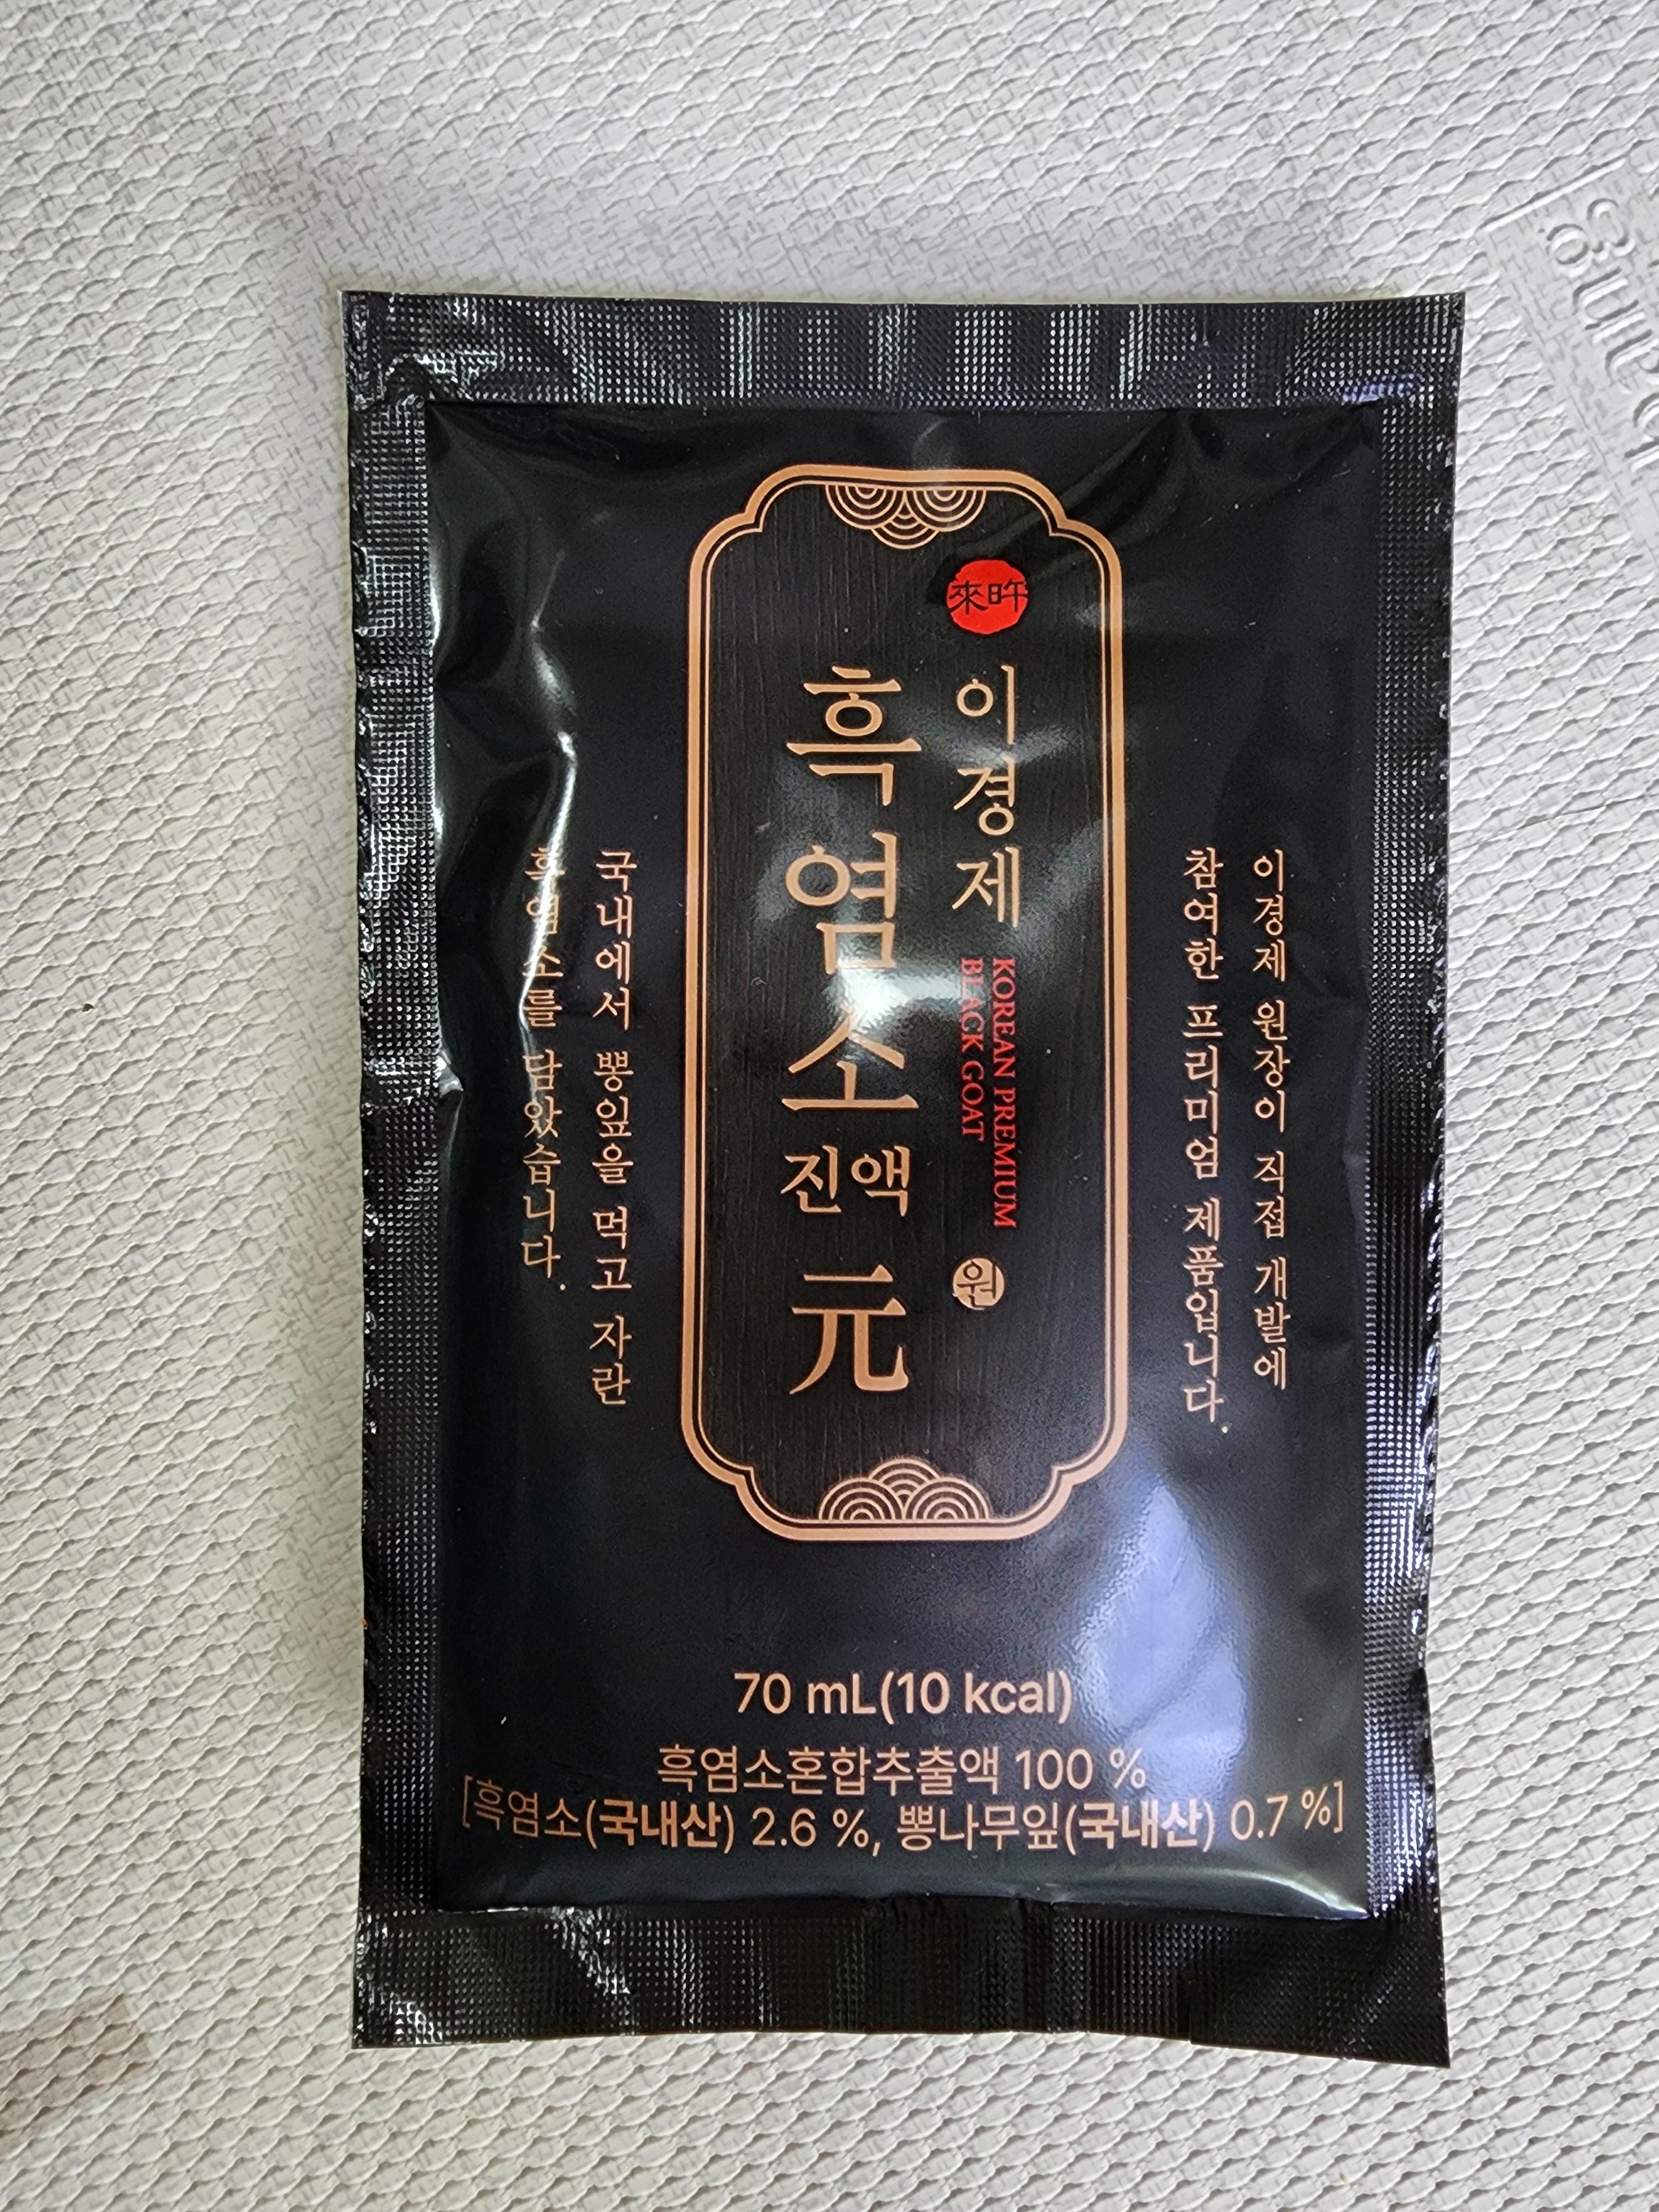 來旿
이경제
KOREAN PREMIUM
BLACK GOAT
원
흑염소
진액
元
이경제 원장이 직접 개발에
참여한 프리미엄 제품입니다.
국내에서 뽕잎을 먹고 자란
흑염소를 담았습니다.
70 mL(10 kcal)
흑염소혼합추출액 100 %
[흑염소(국내산) 2.6 %, 뽕나무잎(국내산) 0.7 %]